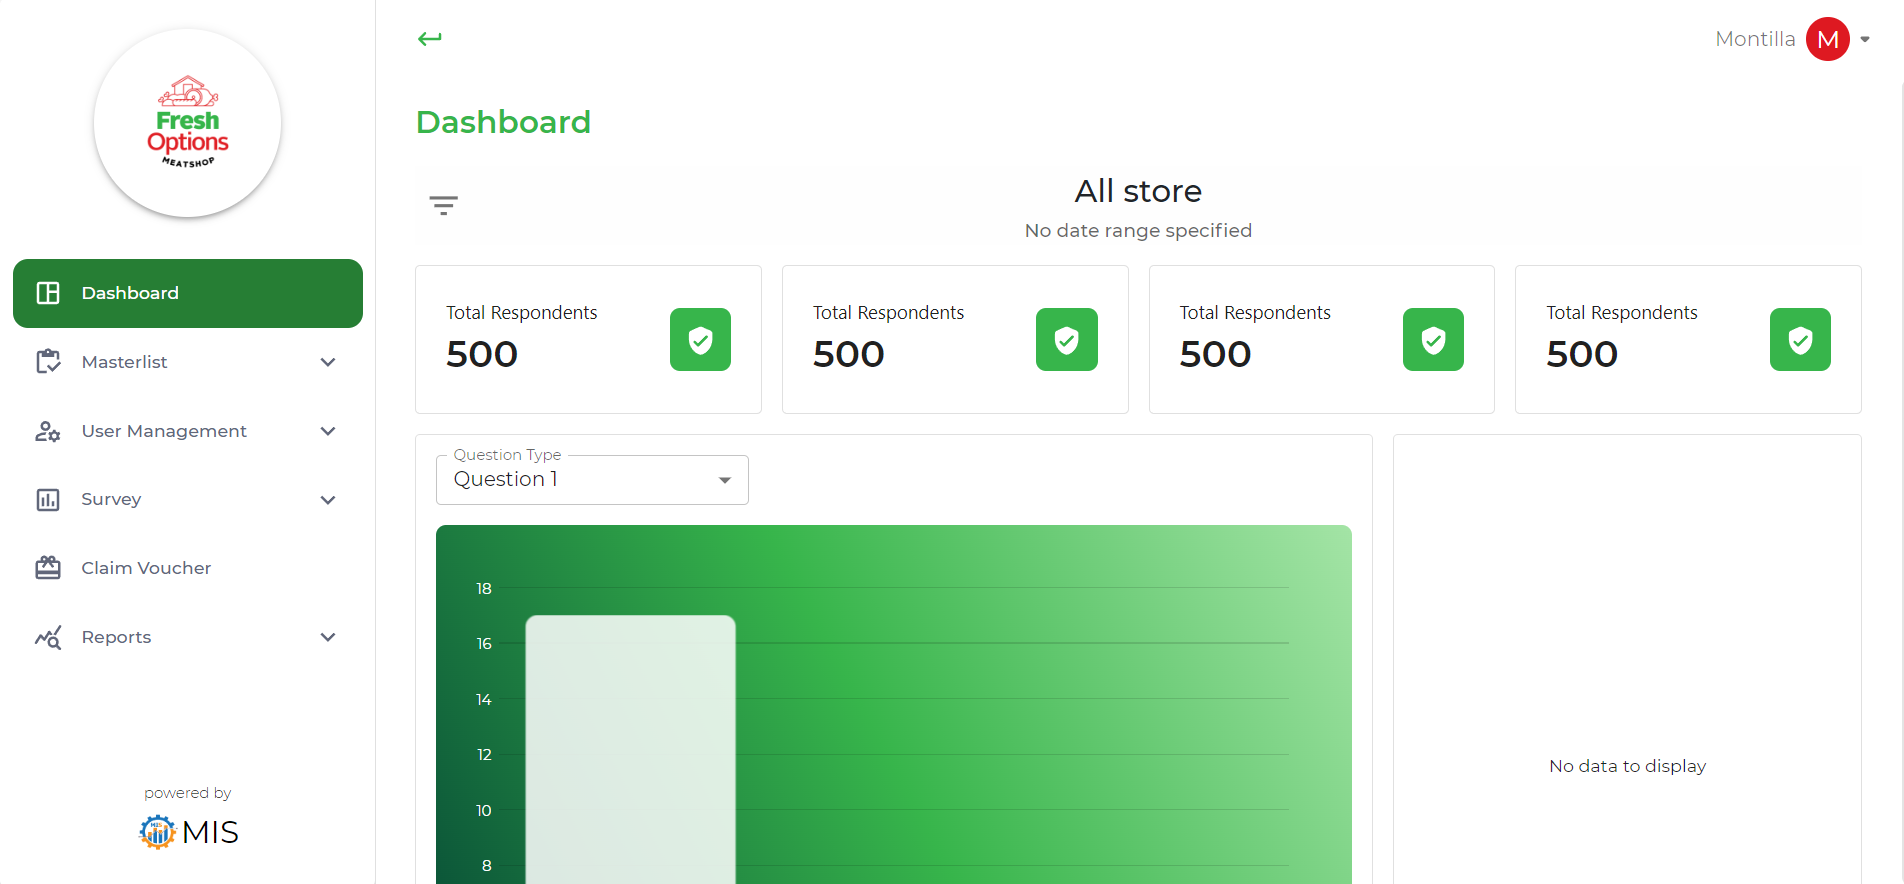 Fresh
Options
MEATSHOP
Dashboard
Masterlist
User Management
Survey
Claim Voucher
Reports
powered by
MIS
MIS
Montilla
M
Dashboard
All store
No date range specified
Total Respondents
500
Total Respondents
500
Total Respondents
500
Total Respondents
500
Question Type
Question 1
18
16
14
12
10
8
No data to display